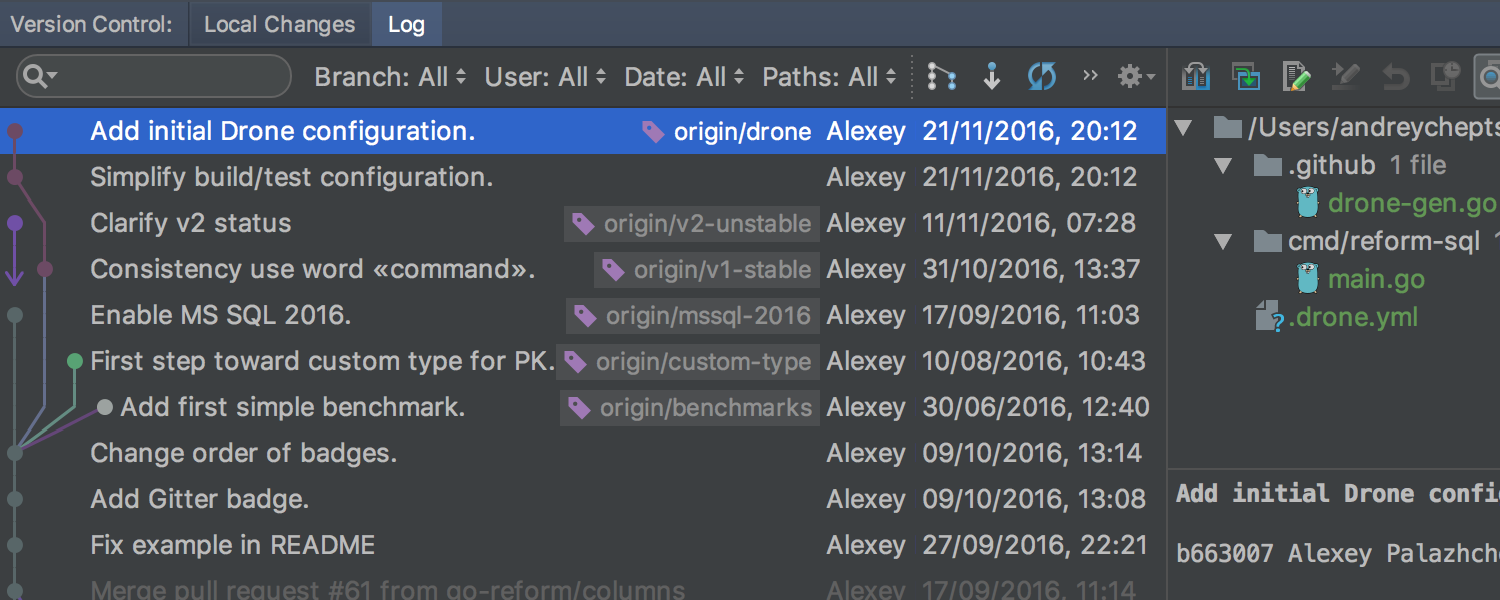 Version Control: Local Changes Log
Branch: All User: All Date: All Paths: All
Add initial Drone configuration. origin/drone Alexey 21/11/2016, 20:12
Simplify build/test configuration. Alexey 21/11/2016, 20:12
Clarify v2 status origin/v2-unstable Alexey 11/11/2016, 07:28
Consistency use word «command». origin/v1-stable Alexey 31/10/2016, 13:37
Enable MS SQL 2016. origin/mssql-2016 Alexey 17/09/2016, 11:03
First step toward custom type for PK. origin/custom-type Alexey 10/08/2016, 10:43
Add first simple benchmark. origin/benchmarks Alexey 30/06/2016, 12:40
Change order of badges. Alexey 09/10/2016, 13:14
Add Gitter badge. Alexey 09/10/2016, 13:08
Fix example in README Alexey 27/09/2016, 22:21
Merge pull request #61 from go-reform/columns Alexey 17/09/2016, 11:14
/Users/andreychepts
.github 1 file
drone-gen.go
cmd/reform-sql
main.go
.drone.yml
Add initial Drone confi
b663007 Alexey Palazhch